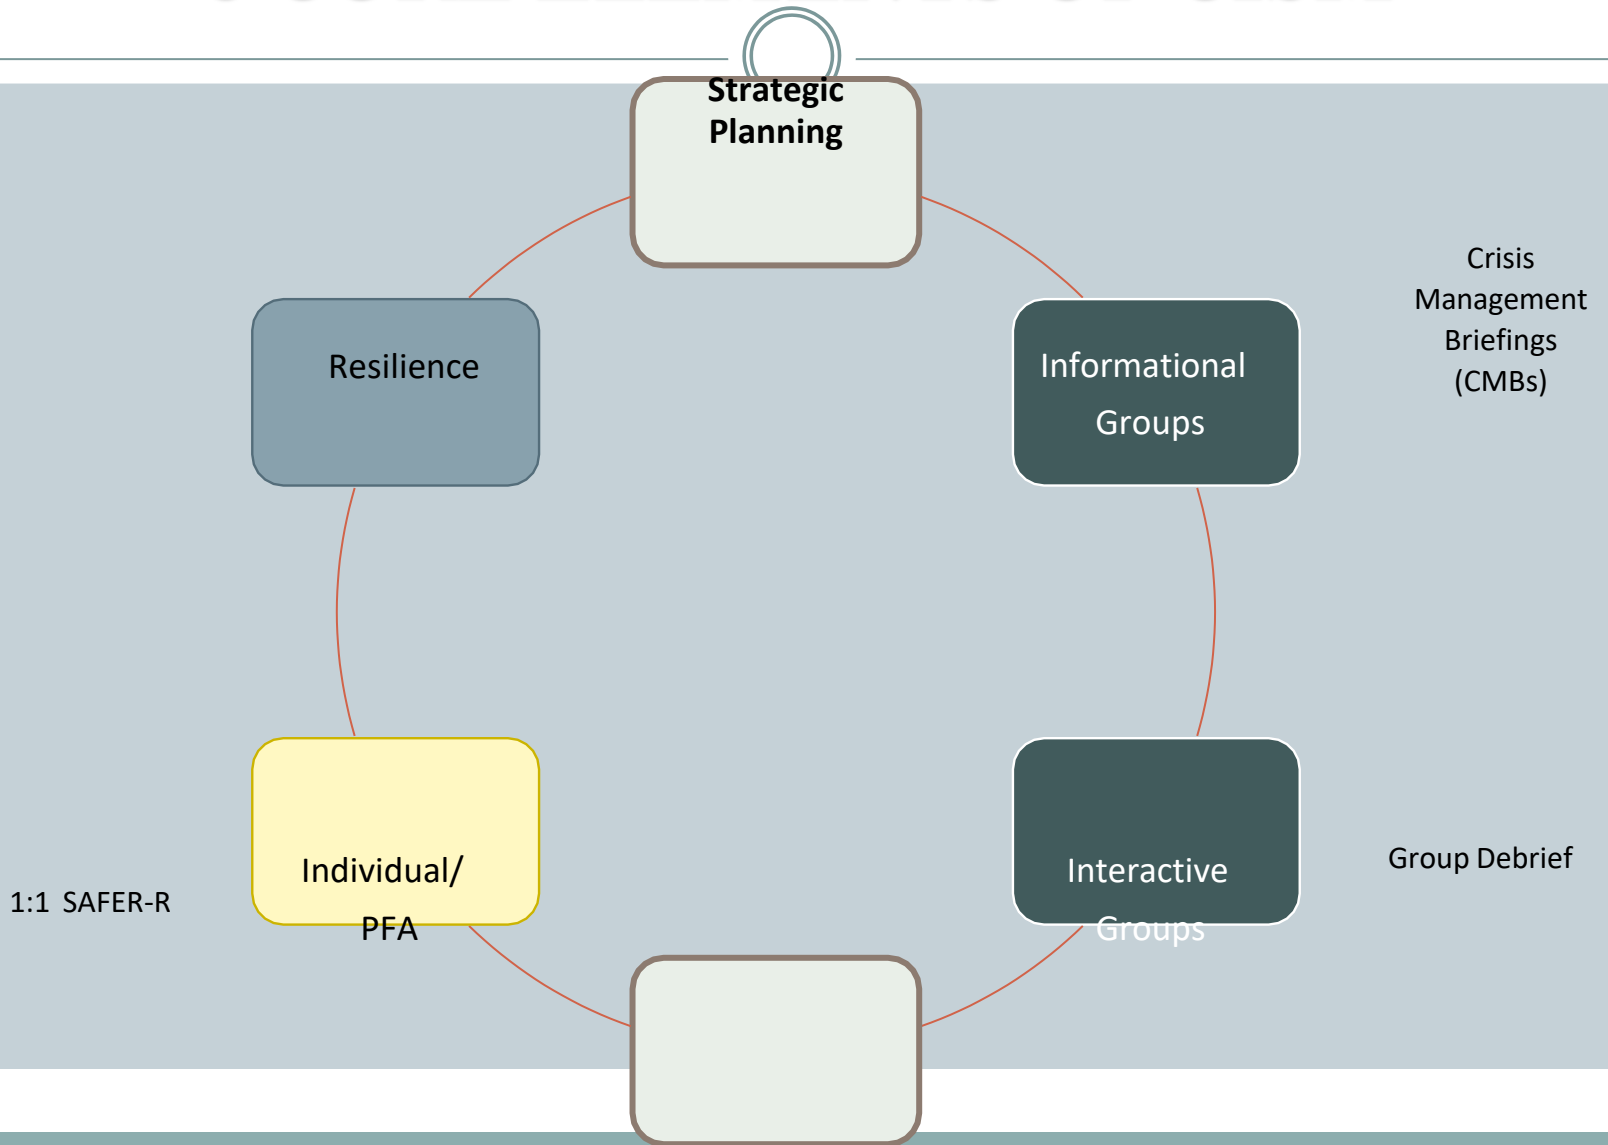 Strategic
Planning
Crisis
Management
Briefings
(CMBs)
Resilience
Informational
Groups
Individual/
PFA
1:1 SAFER-R
Interactive
Groups
Group Debrief